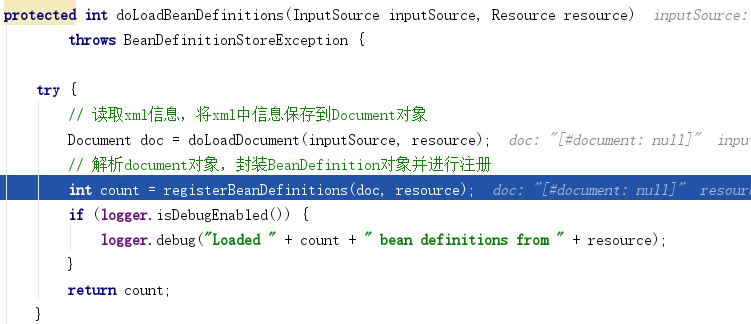 protected int doLoadBeanDefinitions(InputSource inputSource, Resource resource) inputSource:
throws BeanDefinitionStoreException {
try {
// 读取xml信息，将xml中信息保存到Document对象
Document doc = doLoadDocument(inputSource, resource); doc: "[#document: null]" inpu
// 解析document对象，封装BeanDefinition对象并进行注册
int count = registerBeanDefinitions(doc, resource); doc: "[#document: null]" resour
if (logger.isDebugEnabled()) {
logger.debug("Loaded " + count + " bean definitions from " + resource);
}
return count;
}